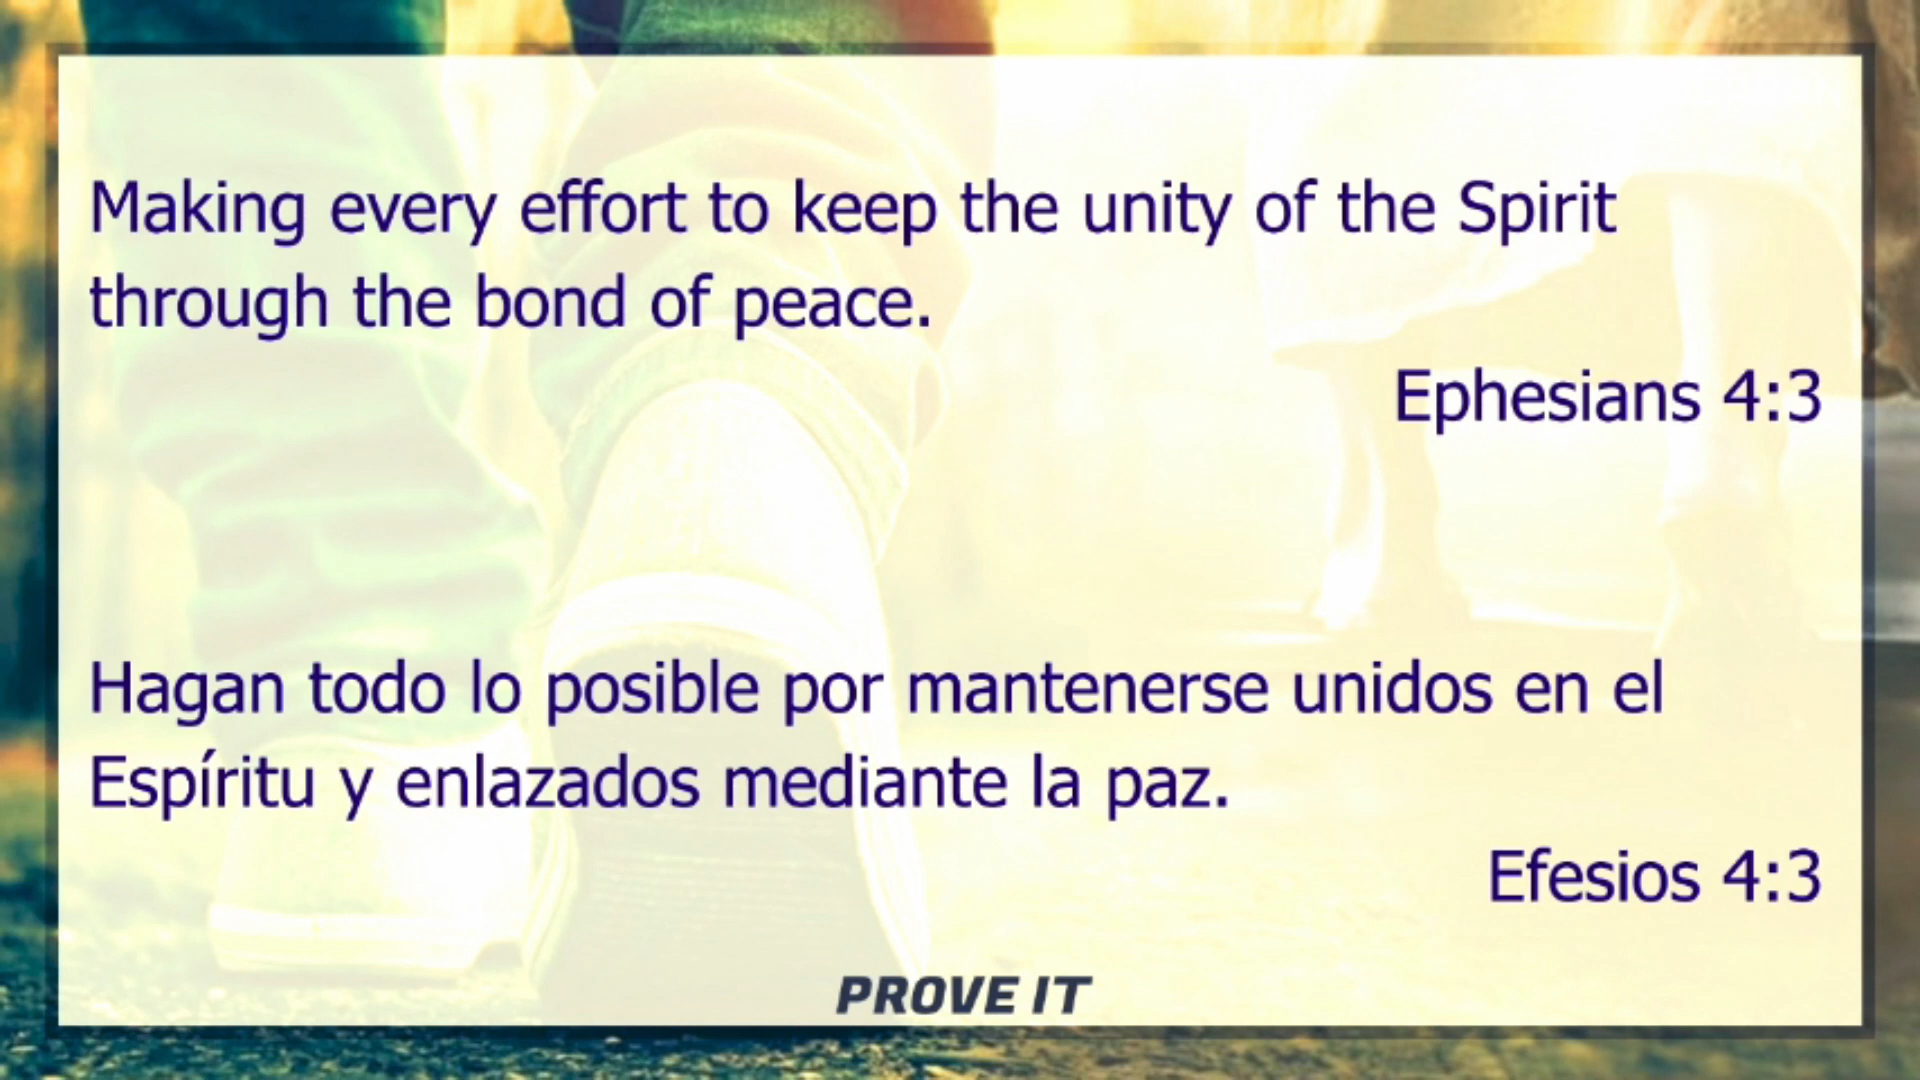 Making every effort to keep the unity of the Spirit
through the bond of peace.
Ephesians 4:3
Hagan todo lo posible por mantenerse unidos en el
Espíritu y enlazados mediante la paz.
Efesios 4:3
PROVE IT